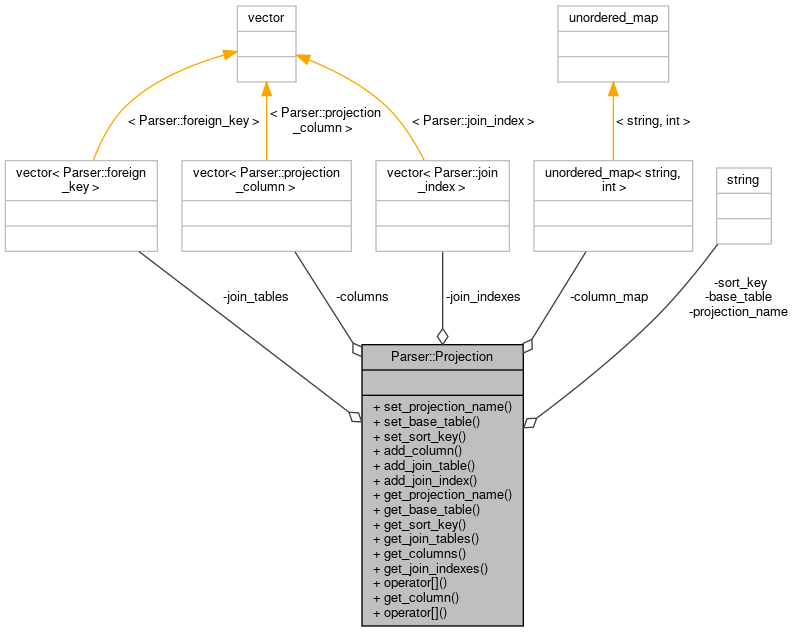 vector
unordered_map
< Parser::foreign_key >
< Parser::projection
_column >
< Parser::join_index >
< string, int >
vector< Parser::foreign
_key >
vector< Parser::projection
_column >
vector< Parser::join
_index >
unordered_map< string,
int >
string
-join_tables
-columns
-join_indexes
-column_map
-sort_key
-base_table
-projection_name
Parser::Projection
+ set_projection_name()
+ set_base_table()
+ set_sort_key()
+ add_column()
+ add_join_table()
+ add_join_index()
+ get_projection_name()
+ get_base_table()
+ get_sort_key()
+ get_join_tables()
+ get_columns()
+ get_join_indexes()
+ operator[]()
+ get_column()
+ operator[]()